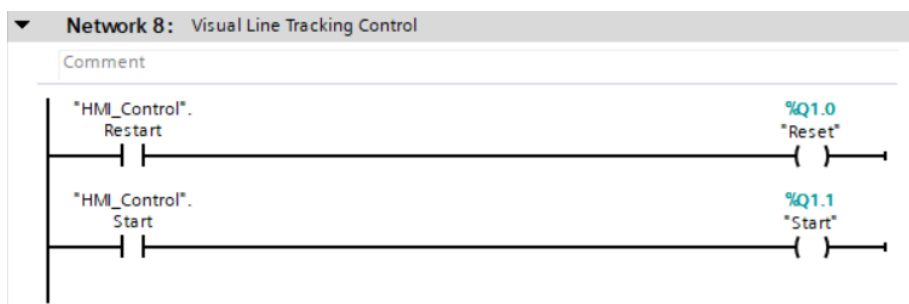 Network 8: Visual Line Tracking Control
Comment
"HMI_Control".
Restart
%Q1.0
"Reset"
"HMI_Control".
Start
%Q1.1
"Start"